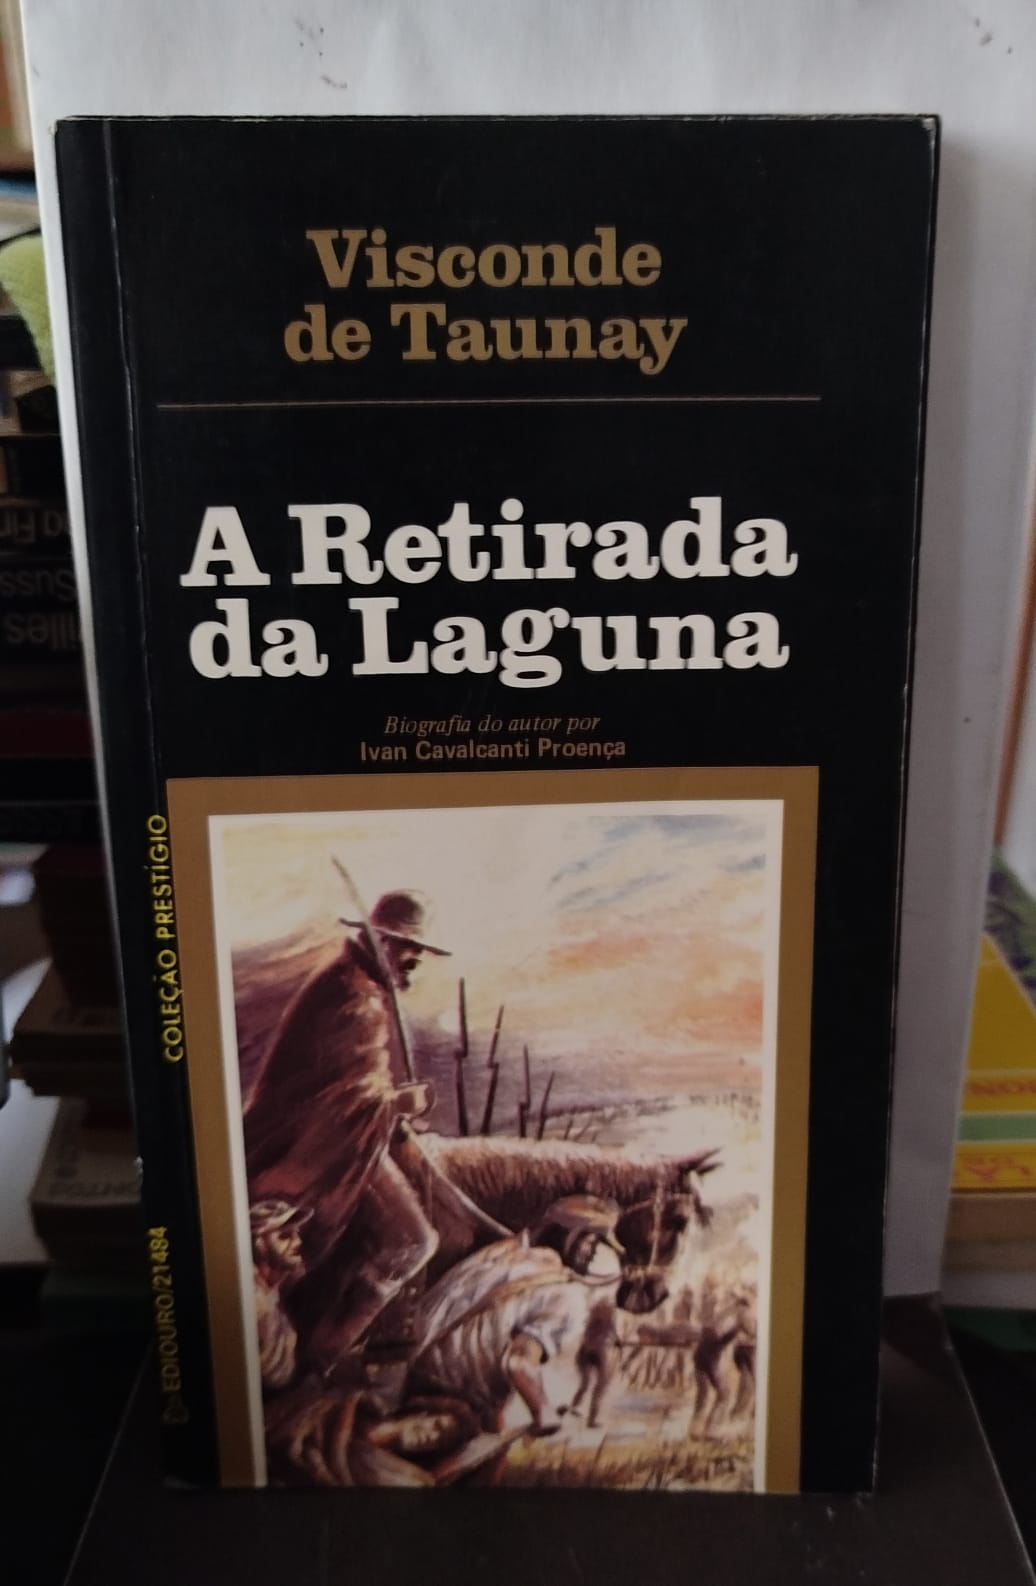 Visconde
de Taunay
A Retirada
da Laguna
Biografia do autor por
Ivan Cavalcanti Proença
COLEÇÃO PRESTÍGIO
EDIOURO/21484